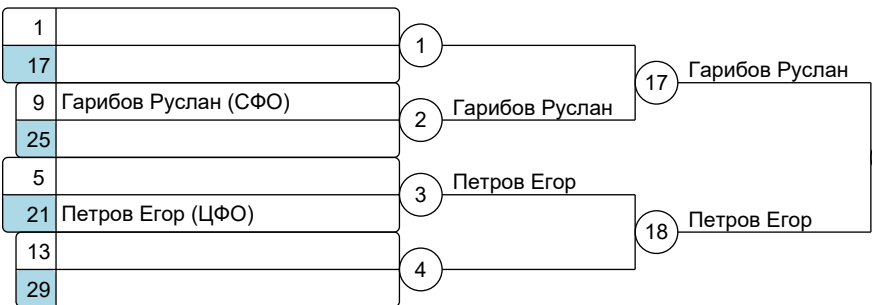 1
17
1
9 Гарибов Руслан (СФО)
25
2
Гарибов Руслан
17
Гарибов Руслан
5
21 Петров Егор (ЦФО)
3
Петров Егор
13
29
4
18
Петров Егор